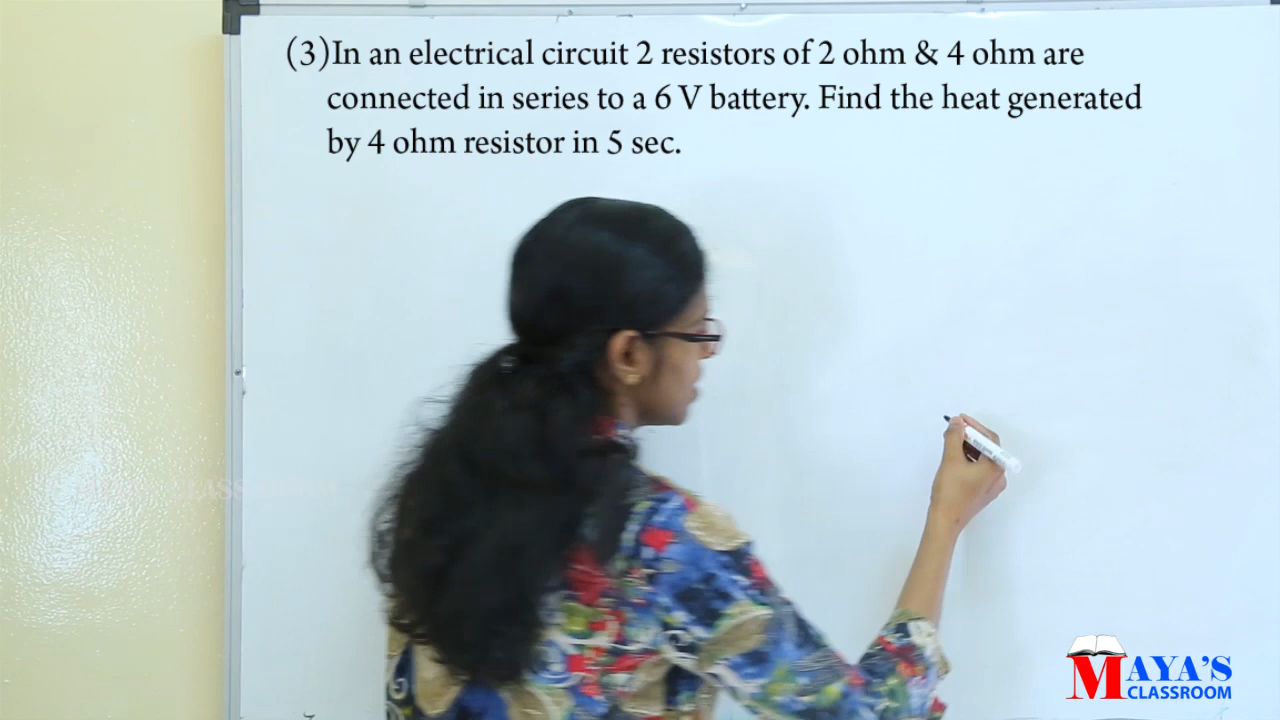 (3)In an electrical circuit 2 resistors of 2 ohm & 4 ohm are
connected in series to a 6 V battery. Find the heat generated
by 4 ohm resistor in 5 sec.
MAYA'S
CLASSROOM